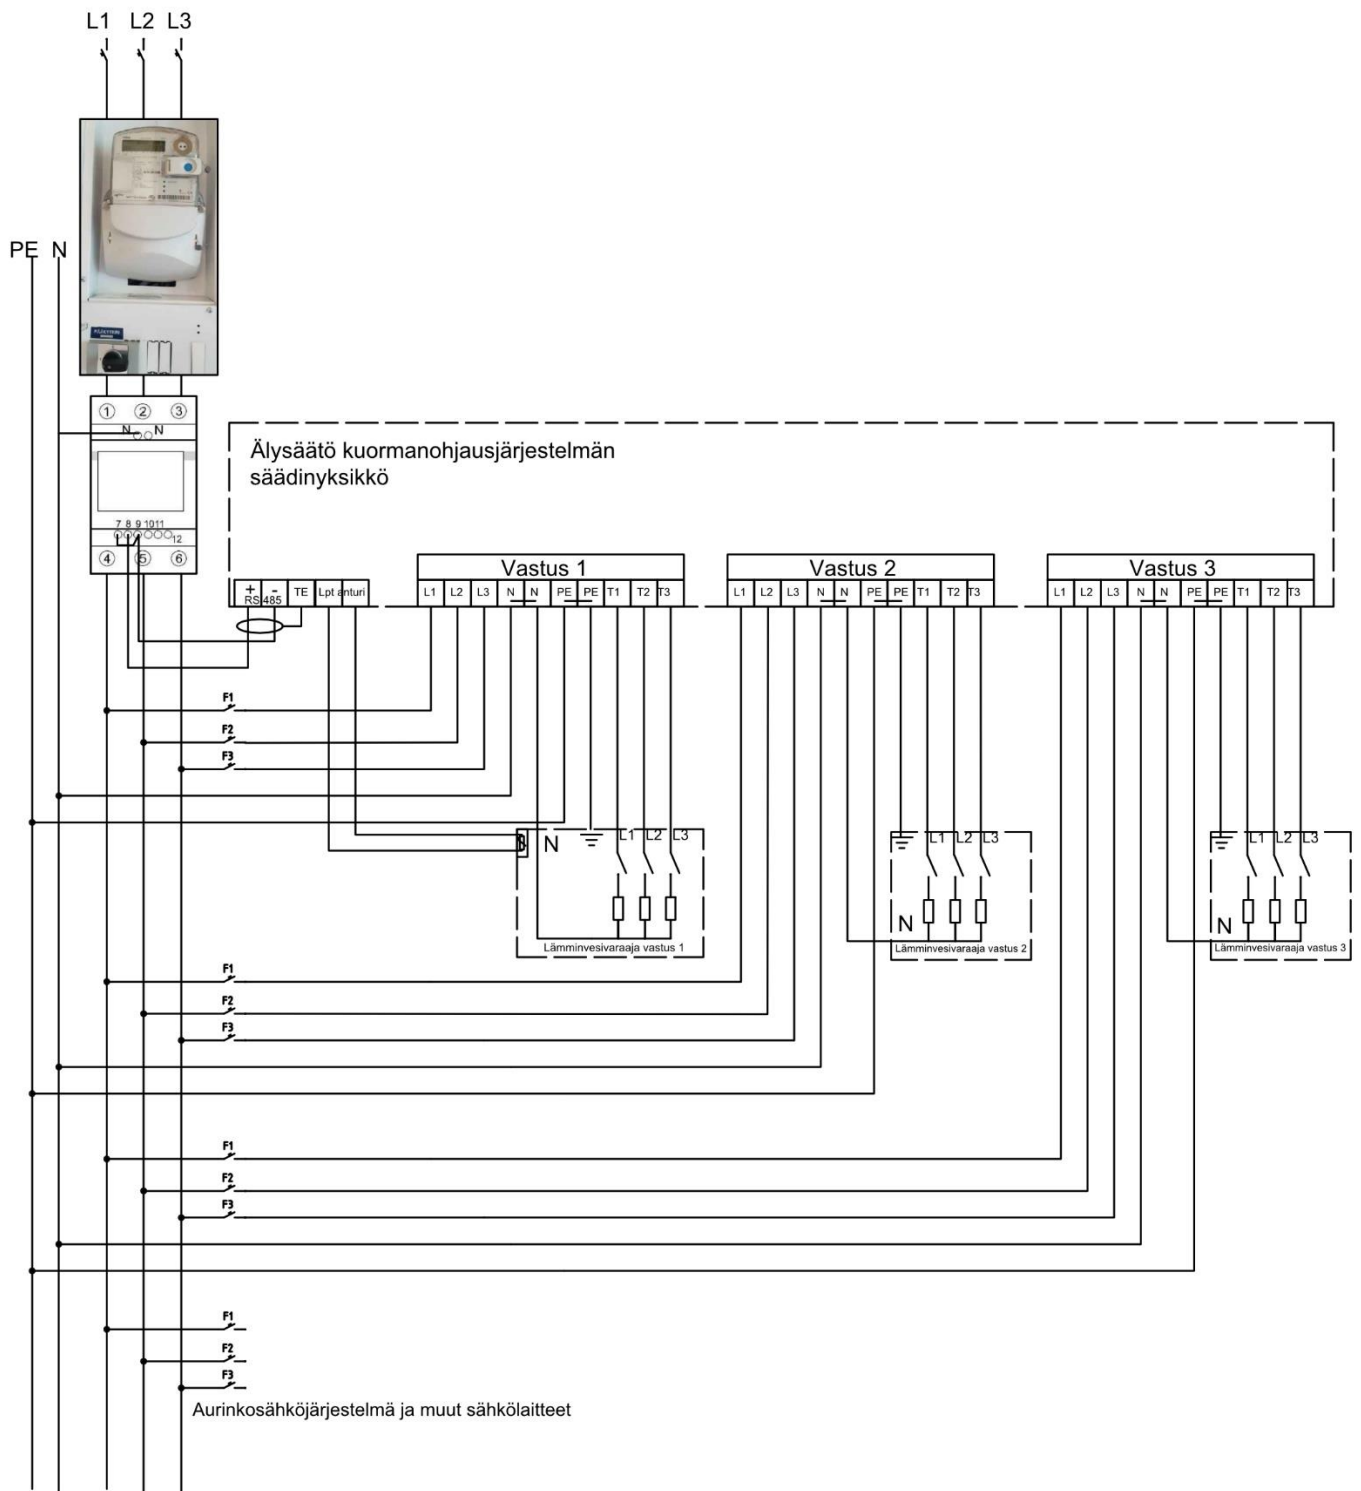 L1 L2 L3
PE N
1 2 3
N N
7 8 9 10 11
12
4 5 6
Älysäätö kuormanohjausjärjestelmän
säädinyksikkö
+ - TE Lpt anturi
RS 485
Vastus 1
L1 L2 L3 N N PE PE T1 T2 T3
Vastus 2
L1 L2 L3 N N PE PE T1 T2 T3
Vastus 3
L1 L2 L3 N N PE PE T1 T2 T3
F1
F2
F3
N L1 L2 L3
Lämminvesivaraaja vastus 1
L1 L2 L3
N
Lämminvesivaraaja vastus 2
L1 L2 L3
N
Lämminvesivaraaja vastus 3
F1
F2
F3
F1
F2
F3
F1
F2
F3
Aurinkosähköjärjestelmä ja muut sähkölaitteet